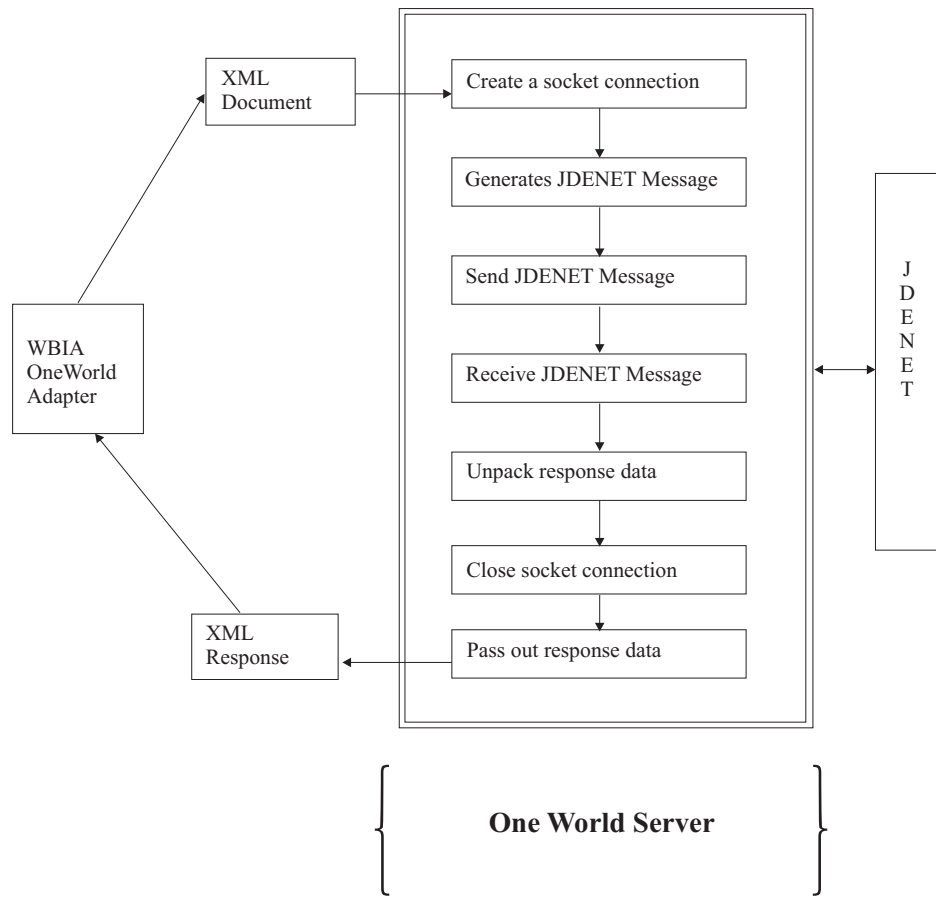 XML
Document
Create a socket connection
Generates JDENET Message
Send JDENET Message
Receive JDENET Message
Unpack response data
Close socket connection
Pass out response data
XML
Response
WBIA
OneWorld
Adapter
J
D
E
N
E
T
One World Server